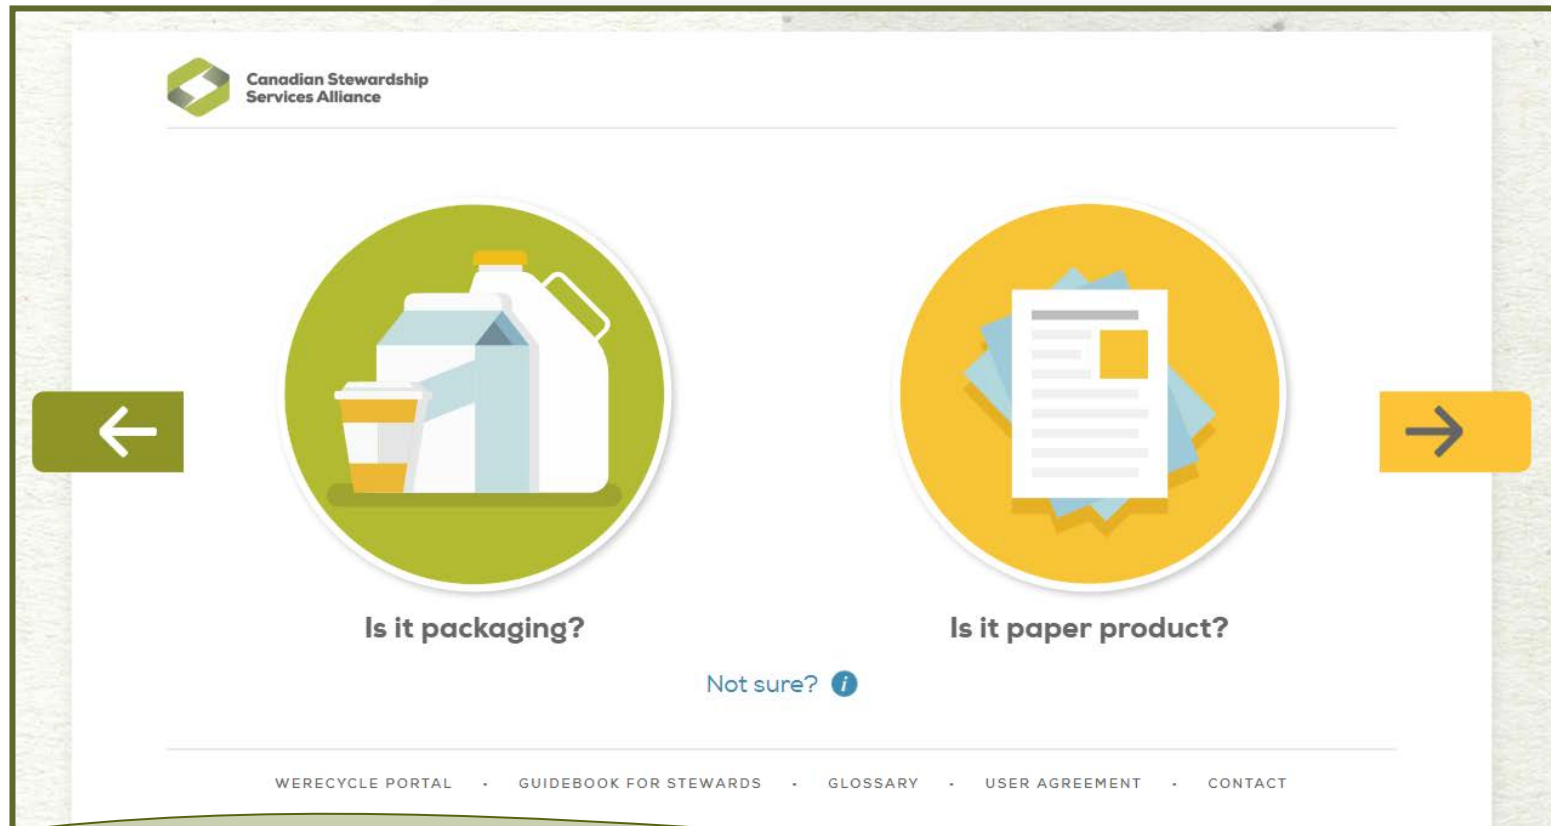 Canadian Stewardship
Services Alliance
Is it packaging?
Is it paper product?
Not sure? i
WERECYCLE PORTAL - GUIDEBOOK FOR STEWARDS - GLOSSARY - USER AGREEMENT - CONTACT